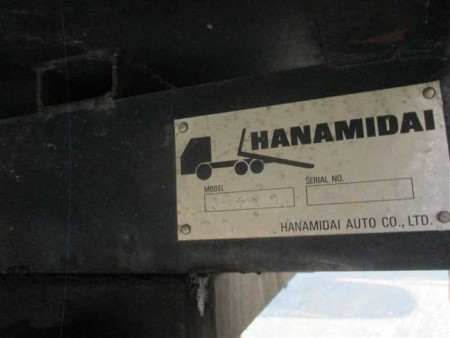 HANAMIDAI
MODEL
SERIAL NO.
HANAMIDAI AUTO CO., LTD.